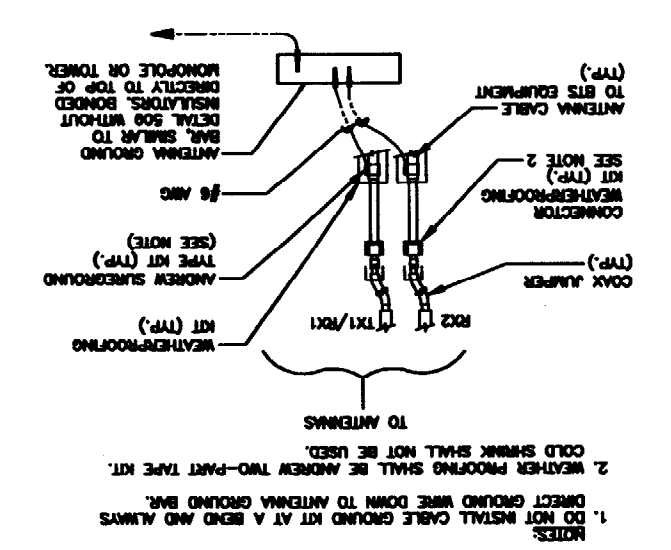 NOTES:
1. DO NOT INSTALL CABLE GROUND KIT AT A BEND AND ALWAYS
DIRECT GROUND WIRE DOWN TO ANTENNA GROUND BAR.
2. WEATHER PROOFING SHALL BE ANDREW TWO-PART TAPE KIT.
COLD SHRINK SHALL NOT BE USED.
TO ANTENNAS
RX2
TX1/RX1
WEATHERPROOFING
KIT (TYP.)
COAX JUMPER
(TYP.)
ANDREW SUREGROUND
TYPE KIT (TYP.)
(SEE NOTE)
CONNECTOR
WEATHERPROOFING
KIT (TYP.)
SEE NOTE 2
#6 AWG
ANTENNA CABLE
TO BTS EQUIPMENT
(TYP.)
ANTENNA GROUND
BAR, SIMILAR TO
DETAIL 509 WITHOUT
INSULATORS. BONDED
DIRECTLY TO TOP OF
MONOPOLE OR TOWER.